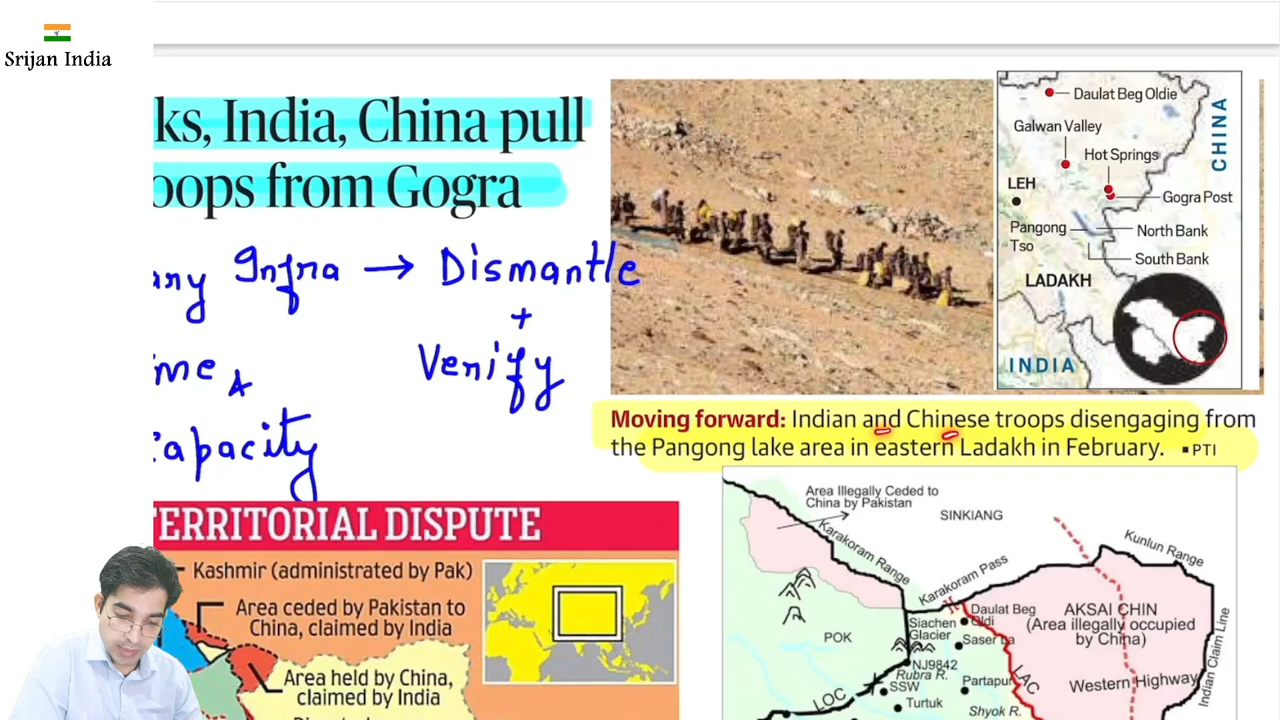 Srijan India
ks, India, China pull
oops from Gogra
any Infra → Dismantle
+
Verify
me
Capacity
Daulat Beg Oldie
Galwan Valley
Hot Springs
LEH
Gogra Post
Pangong
Tso
North Bank
South Bank
LADAKH
INDIA
CHINA
Moving forward: Indian and Chinese troops disengaging from
the Pangong lake area in eastern Ladakh in February. ▪ PTI
TERRITORIAL DISPUTE
Kashmir (administrated by Pak)
Area ceded by Pakistan to
China, claimed by India
Area held by China,
claimed by India
Area Illegally Ceded to
China by Pakistan
SINKIANG
Karakoram Range
Karakoram Pass
Kunlun Range
Daulat Beg
Oldi
AKSAI CHIN
(Area illegally occupied
by China)
Siachen
Glacier
Saser La
POK
NJ9842
Rubra R.
SSW
Partapur
LAC
Western Highway
Indian Claim Line
LOC
Turtuk
Shyok R.